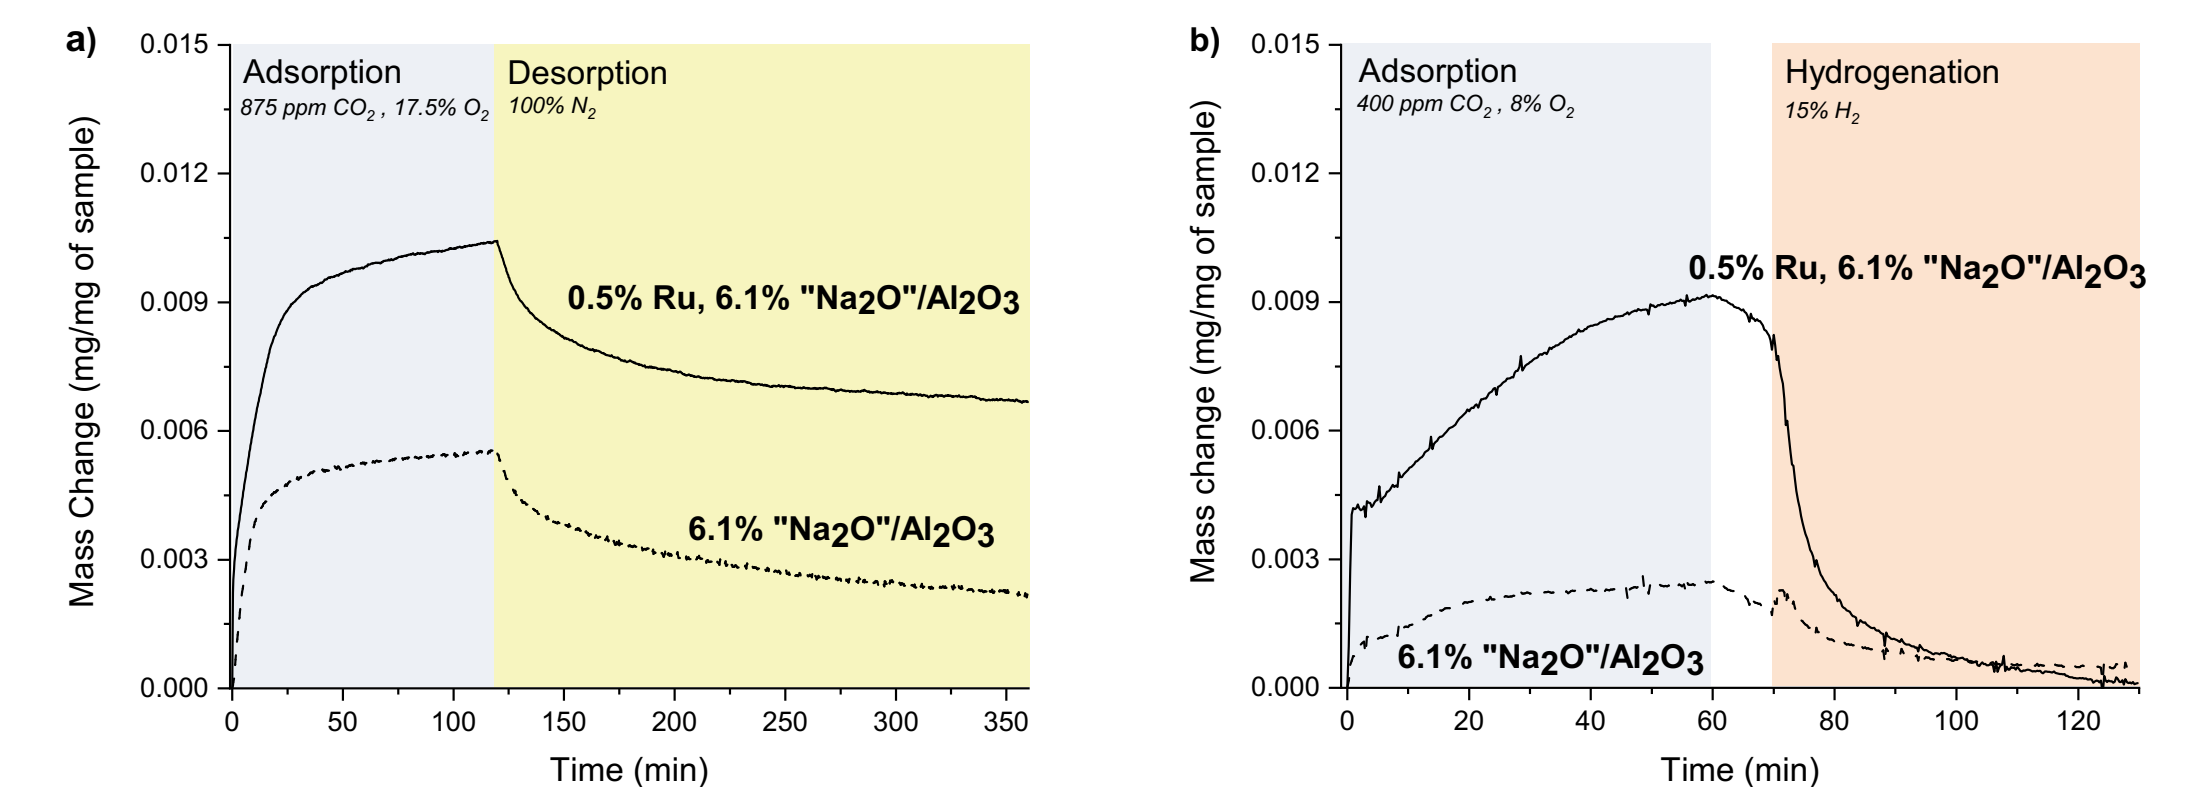 a)
Adsorption
875 ppm CO2 , 17.5% O2
Desorption
100% N2
0.5% Ru, 6.1% "Na2O"/Al2O3
6.1% "Na2O"/Al2O3
Mass Change (mg/mg of sample)
0.015
0.012
0.009
0.006
0.003
0.000
0 50 100 150 200 250 300 350
Time (min)
b)
Adsorption
400 ppm CO2 , 8% O2
Hydrogenation
15% H2
0.5% Ru, 6.1% "Na2O"/Al2O3
6.1% "Na2O"/Al2O3
Mass change (mg/mg of sample)
0.015
0.012
0.009
0.006
0.003
0.000
0 20 40 60 80 100 120
Time (min)